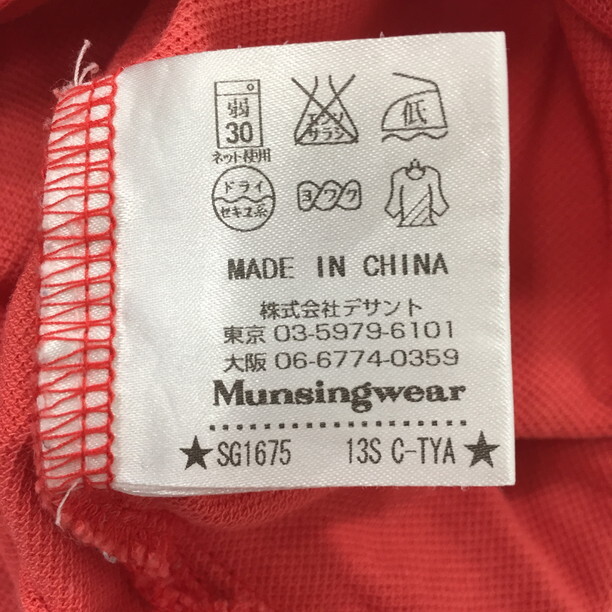 弱
30
ネット使用
エンソ
サラシ
低
ドライ
セキユ系
ヨワク
MADE IN CHINA
株式会社デサント
東京 03-5979-6101
大阪 06-6774-0359
Munsingwear
★SG1675 13S C-TYA★